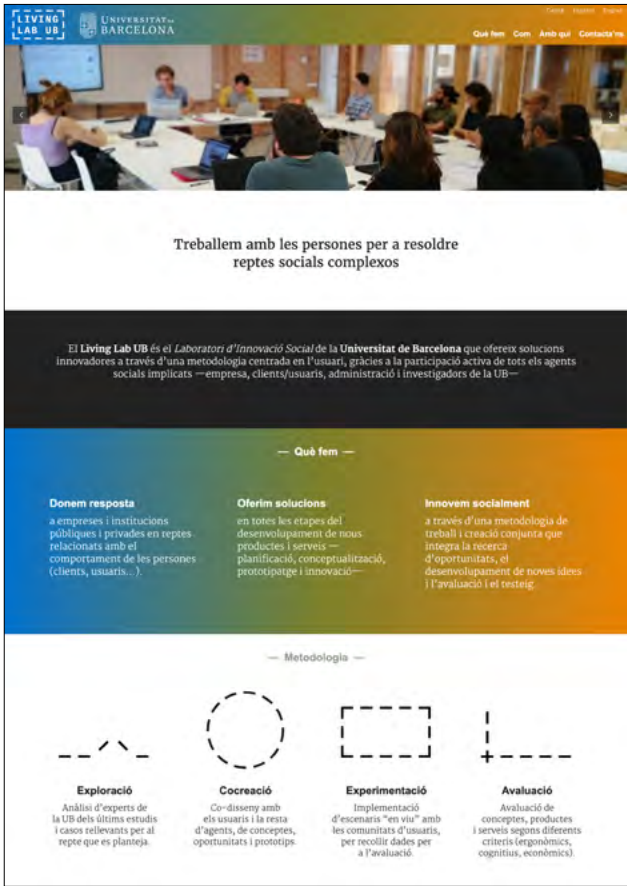 LIVING
LAB UB
UNIVERSITAT DE
BARCELONA
Català Español English
Què fem Com Amb qui Contacta'ns
Treballem amb les persones per a resoldre
reptes socials complexos
El Living Lab UB és el Laboratori d'Innovació Social de la Universitat de Barcelona que ofereix solucions
innovadores a través d'una metodologia centrada en l'usuari, gràcies a la participació activa de tots els agents
socials implicats —empresa, clients/usuaris, administració i investigadors de la UB—
— Què fem —
Donem resposta
a empreses i institucions
públiques i privades en reptes
relacionats amb el
comportament de les persones
(clients, usuaris...).
Oferim solucions
en totes les etapes del
desenvolupament de nous
productes i serveis —
planificació, conceptualització,
prototipatge i innovació—
Innovem socialment
a través d'una metodologia de
treball i creació conjunta que
integra la recerca
d'oportunitats, el
desenvolupament de noves idees
i l'avaluació i el testeig.
— Metodologia —
Exploració
Anàlisi d'experts de
la UB dels últims estudis
i casos rellevants per al
repte que es planteja.
Cocreació
Co-disseny amb
els usuaris i la resta
d'agents, de conceptes,
oportunitats i prototips.
Experimentació
Implementació
d'escenaris "en viu" amb
les comunitats d'usuaris,
per recollir dades per
a l'avaluació.
Avaluació
Avaluació de
conceptes, productes
i serveis segons diferents
criteris (ergonòmics,
cognitius, econòmics).